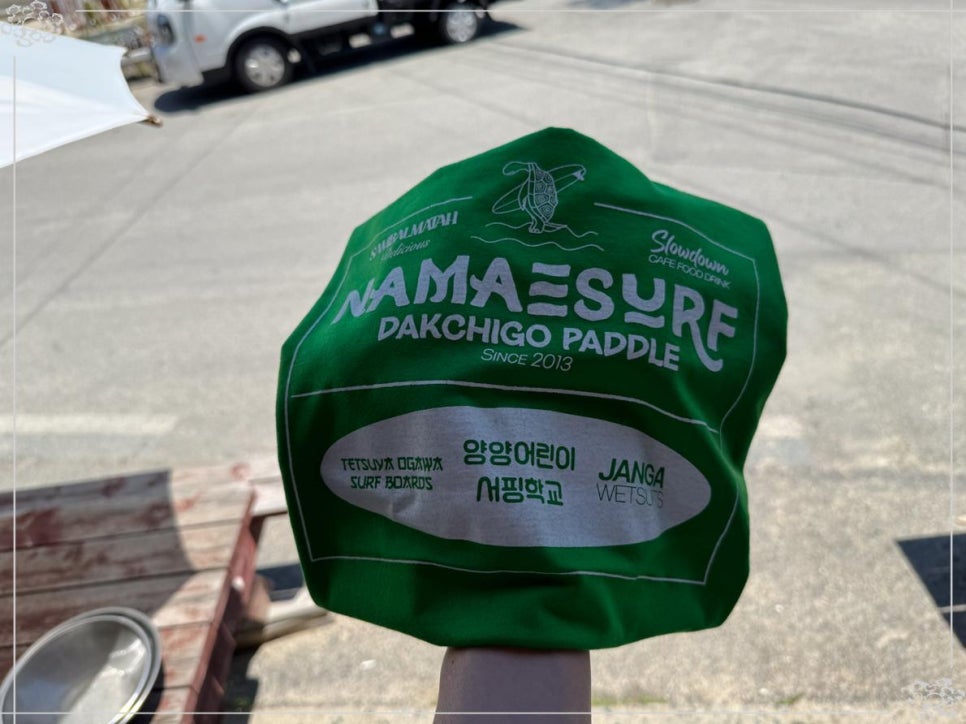 SAMBALMATAH
delicious
Slowdown
CAFE FOOD DRINK
NAMAESURF
DAKCHIGO PADDLE
SINCE 2013
TETSUYA OGAWA
SURF BOARDS
양양어린이
서핑학교
JANGA
WETSUITS